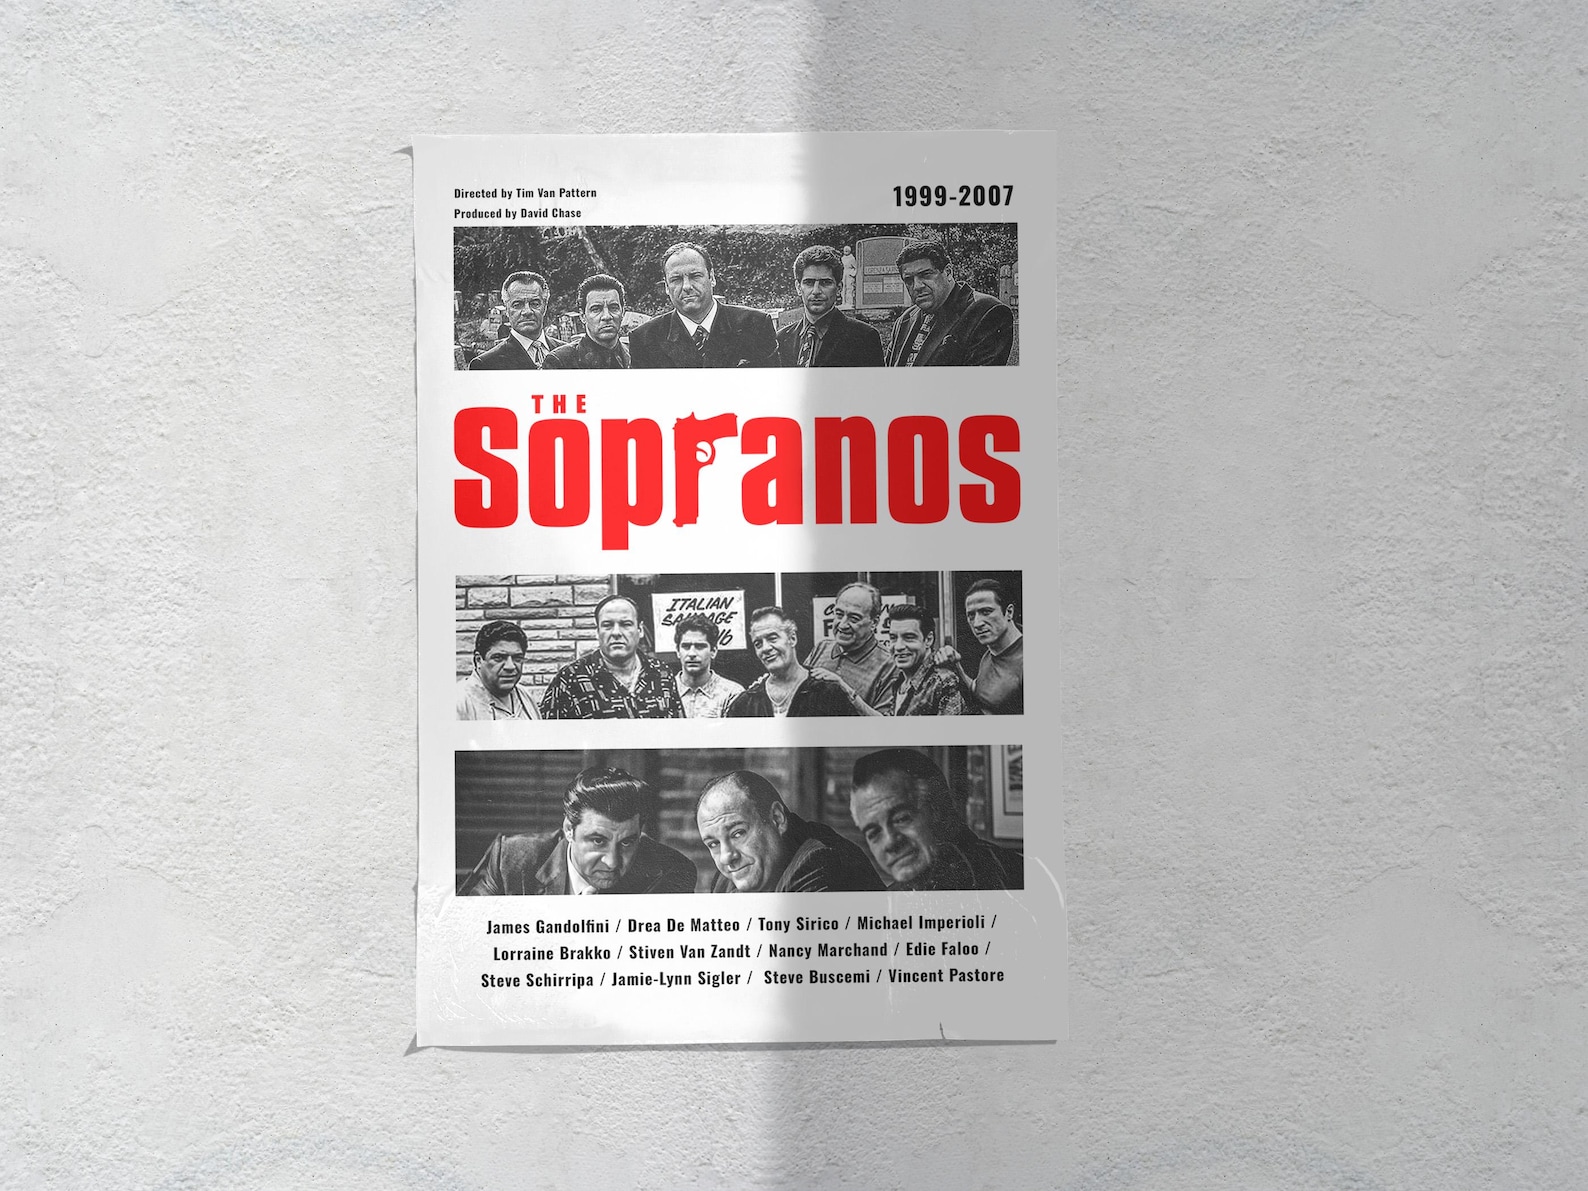 Directed by Tim Van Pattern
Produced by David Chase
1999-2007
THE
Sopranos
ITALIAN
James Gandolfini / Drea De Matteo / Tony Sirico / Michael Imperioli /
Lorraine Brakko / Stiven Van Zandt / Nancy Marchand / Edie Faloo /
Steve Schirripa / Jamie-Lynn Sigler / Steve Buscemi / Vincent Pastore